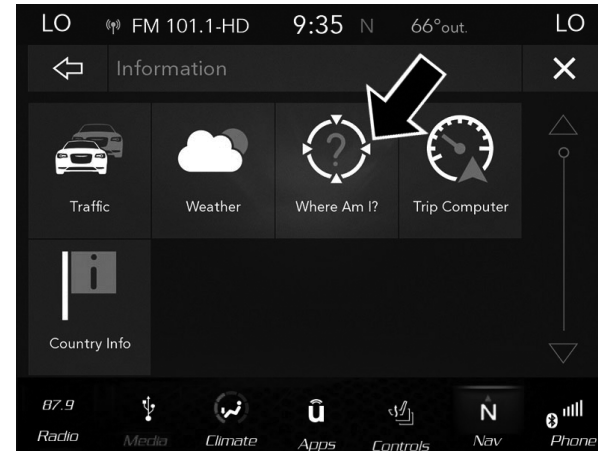 LO FM 101.1-HD 9:35 N 66°out. LO
Information
Traffic Weather Where Am I? Trip Computer
Country Info
87.9
Radio Media Climate Apps Controls Nav Phone